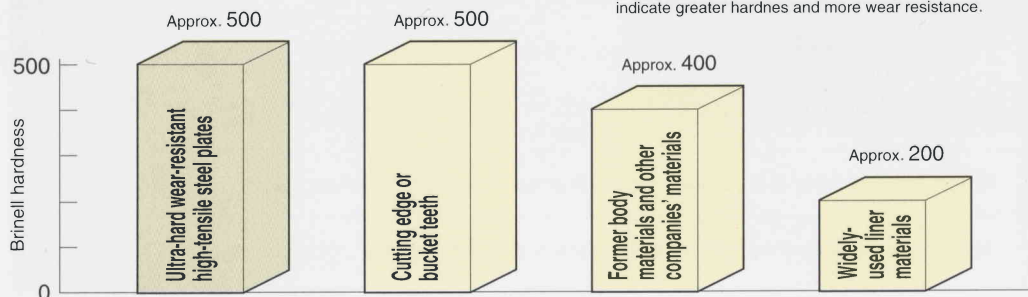 indicate greater hardnes and more wear resistance.
Approx. 500
Approx. 500
Approx. 400
Approx. 200
500
0
Brinell hardness
Ultra-hard wear-resistant
high-tensile steel plates
Cutting edge or
bucket teeth
Former body
materials and other
companies' materials
Widely-
used liner
materials